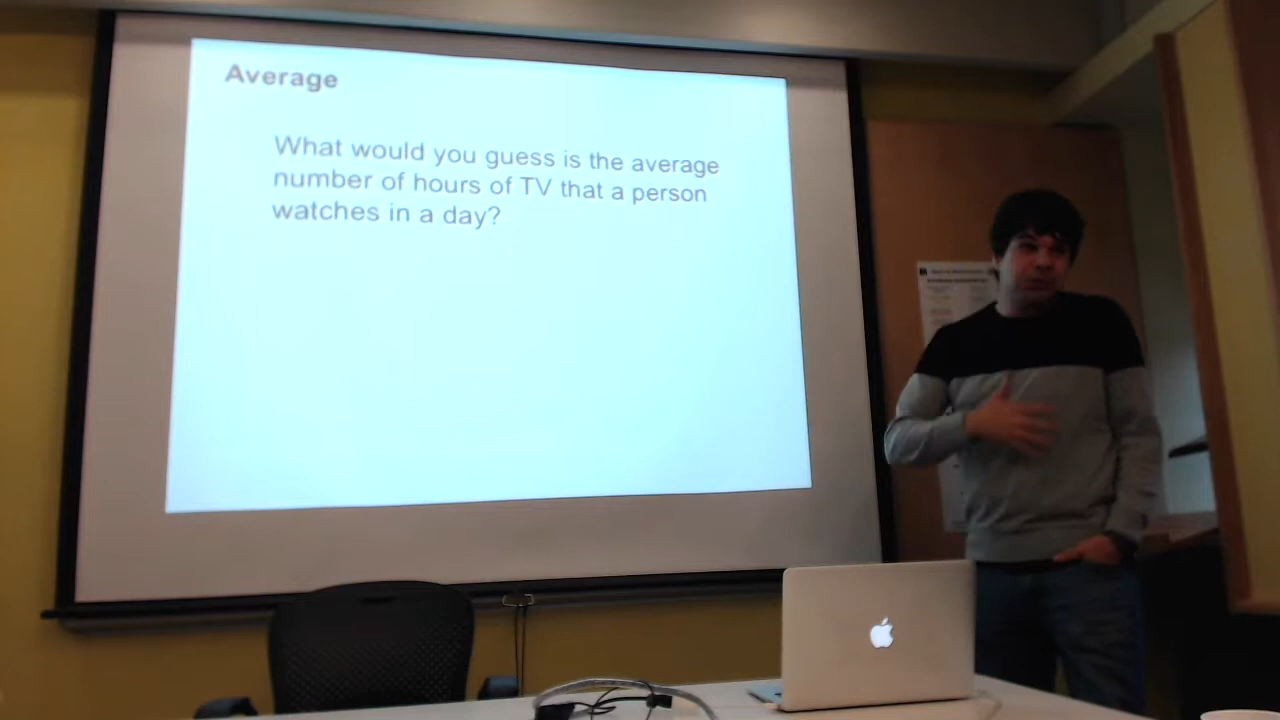 Average
What would you guess is the average
number of hours of TV that a person
watches in a day?